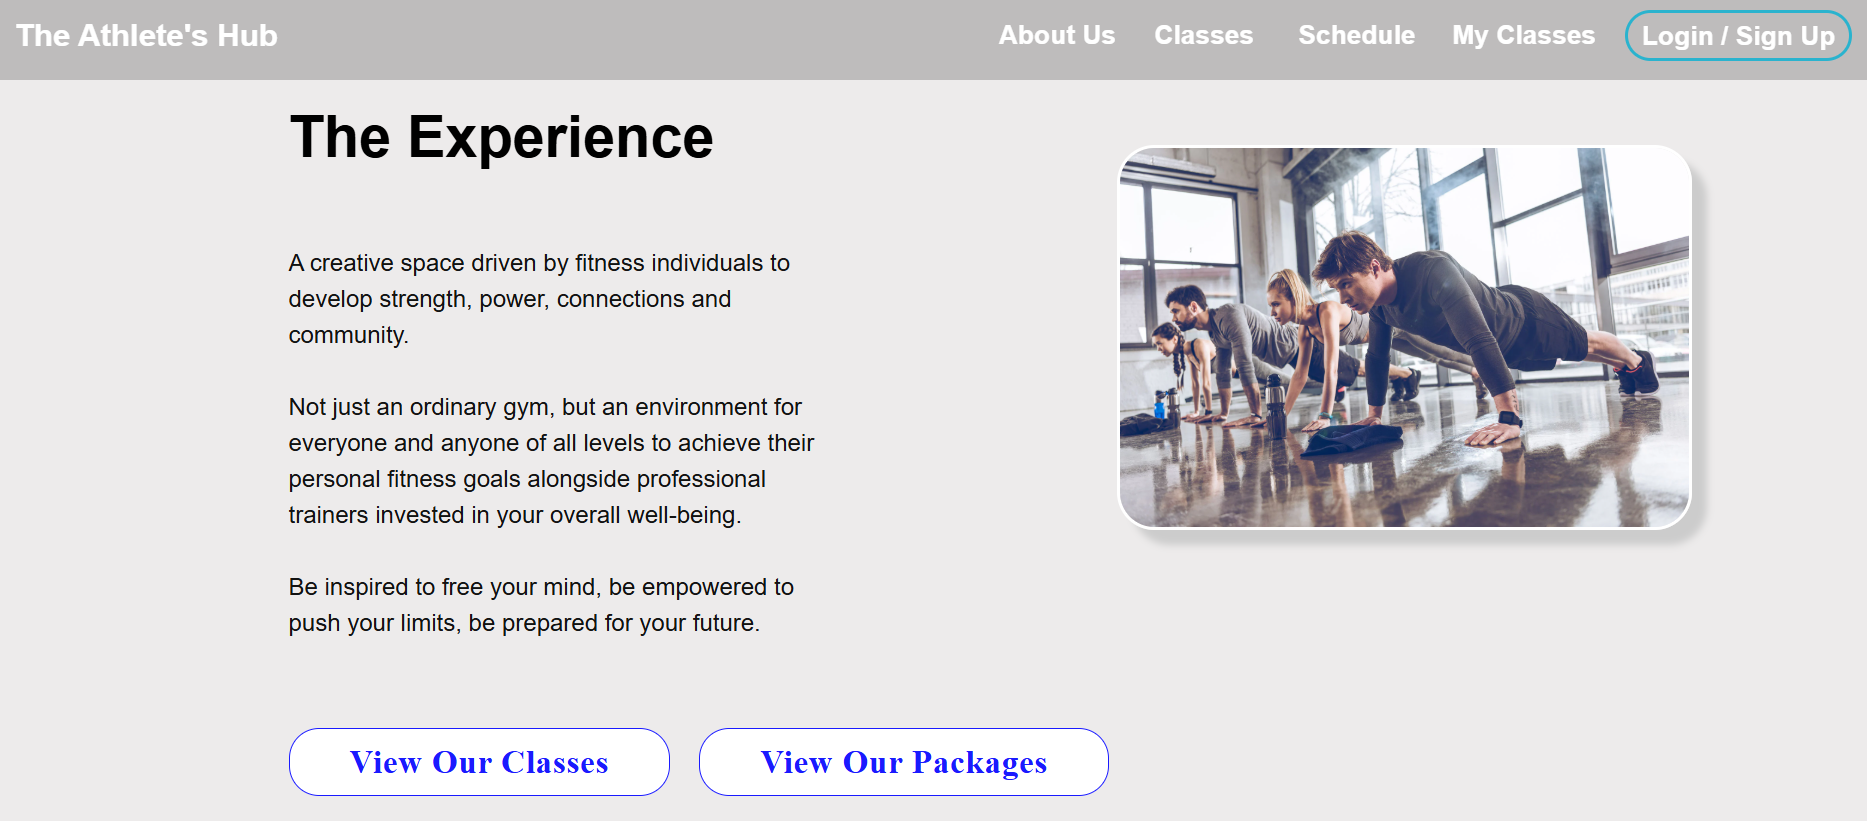 The Athlete's Hub
About Us
Classes
Schedule
My Classes
Login / Sign Up
The Experience
A creative space driven by fitness individuals to
develop strength, power, connections and
community.
Not just an ordinary gym, but an environment for
everyone and anyone of all levels to achieve their
personal fitness goals alongside professional
trainers invested in your overall well-being.
Be inspired to free your mind, be empowered to
push your limits, be prepared for your future.
View Our Classes
View Our Packages